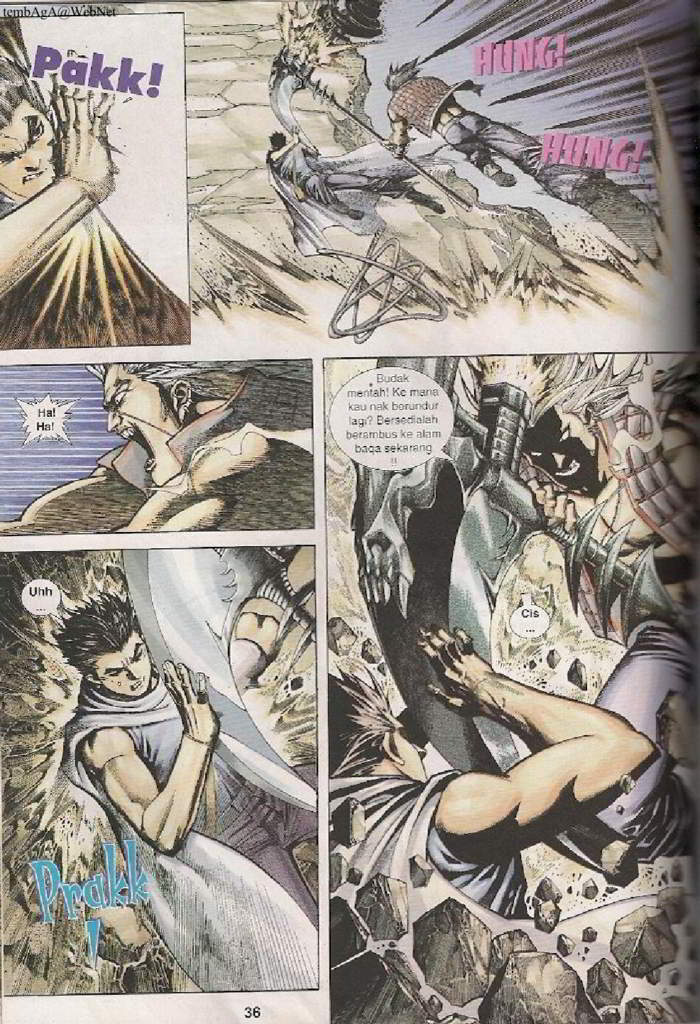 tembAgA@WebNet
Pakk!
HUNG!
HUNG!
Ha!
Ha!
Budak
mentah! Ke mana
kau nak berundur
lagi? Bersedialah
berambus ke alam
baqa sekarang
!!
Uhh
...
Cis
...
Prakk
!
36